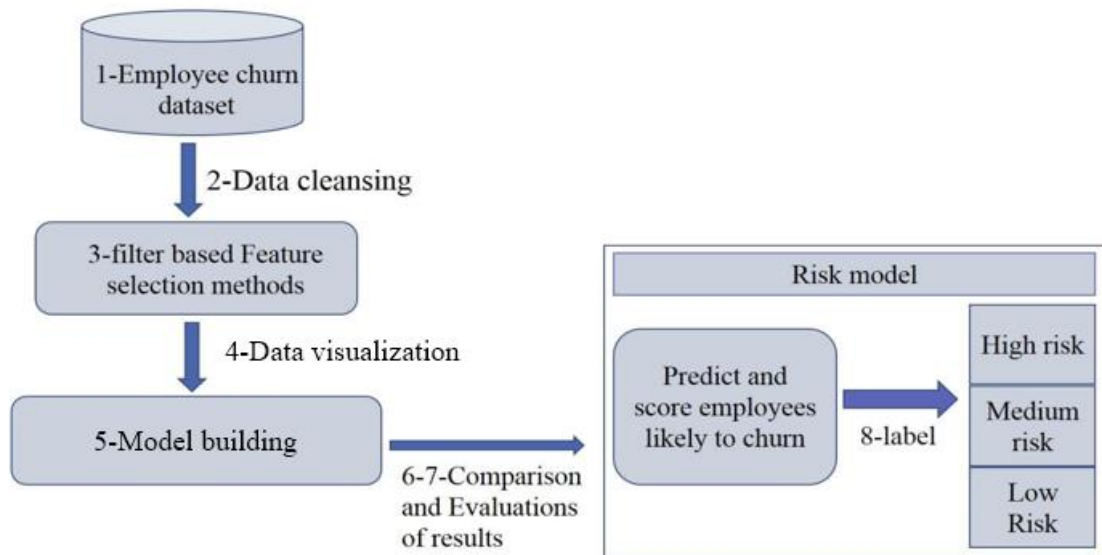 1-Employee churn
dataset
2-Data cleansing
3-filter based Feature
selection methods
4-Data visualization
5-Model building
6-7-Comparison
and Evaluations
of results
Risk model
Predict and
score employees
likely to churn
8-label
High risk
Medium
risk
Low
Risk